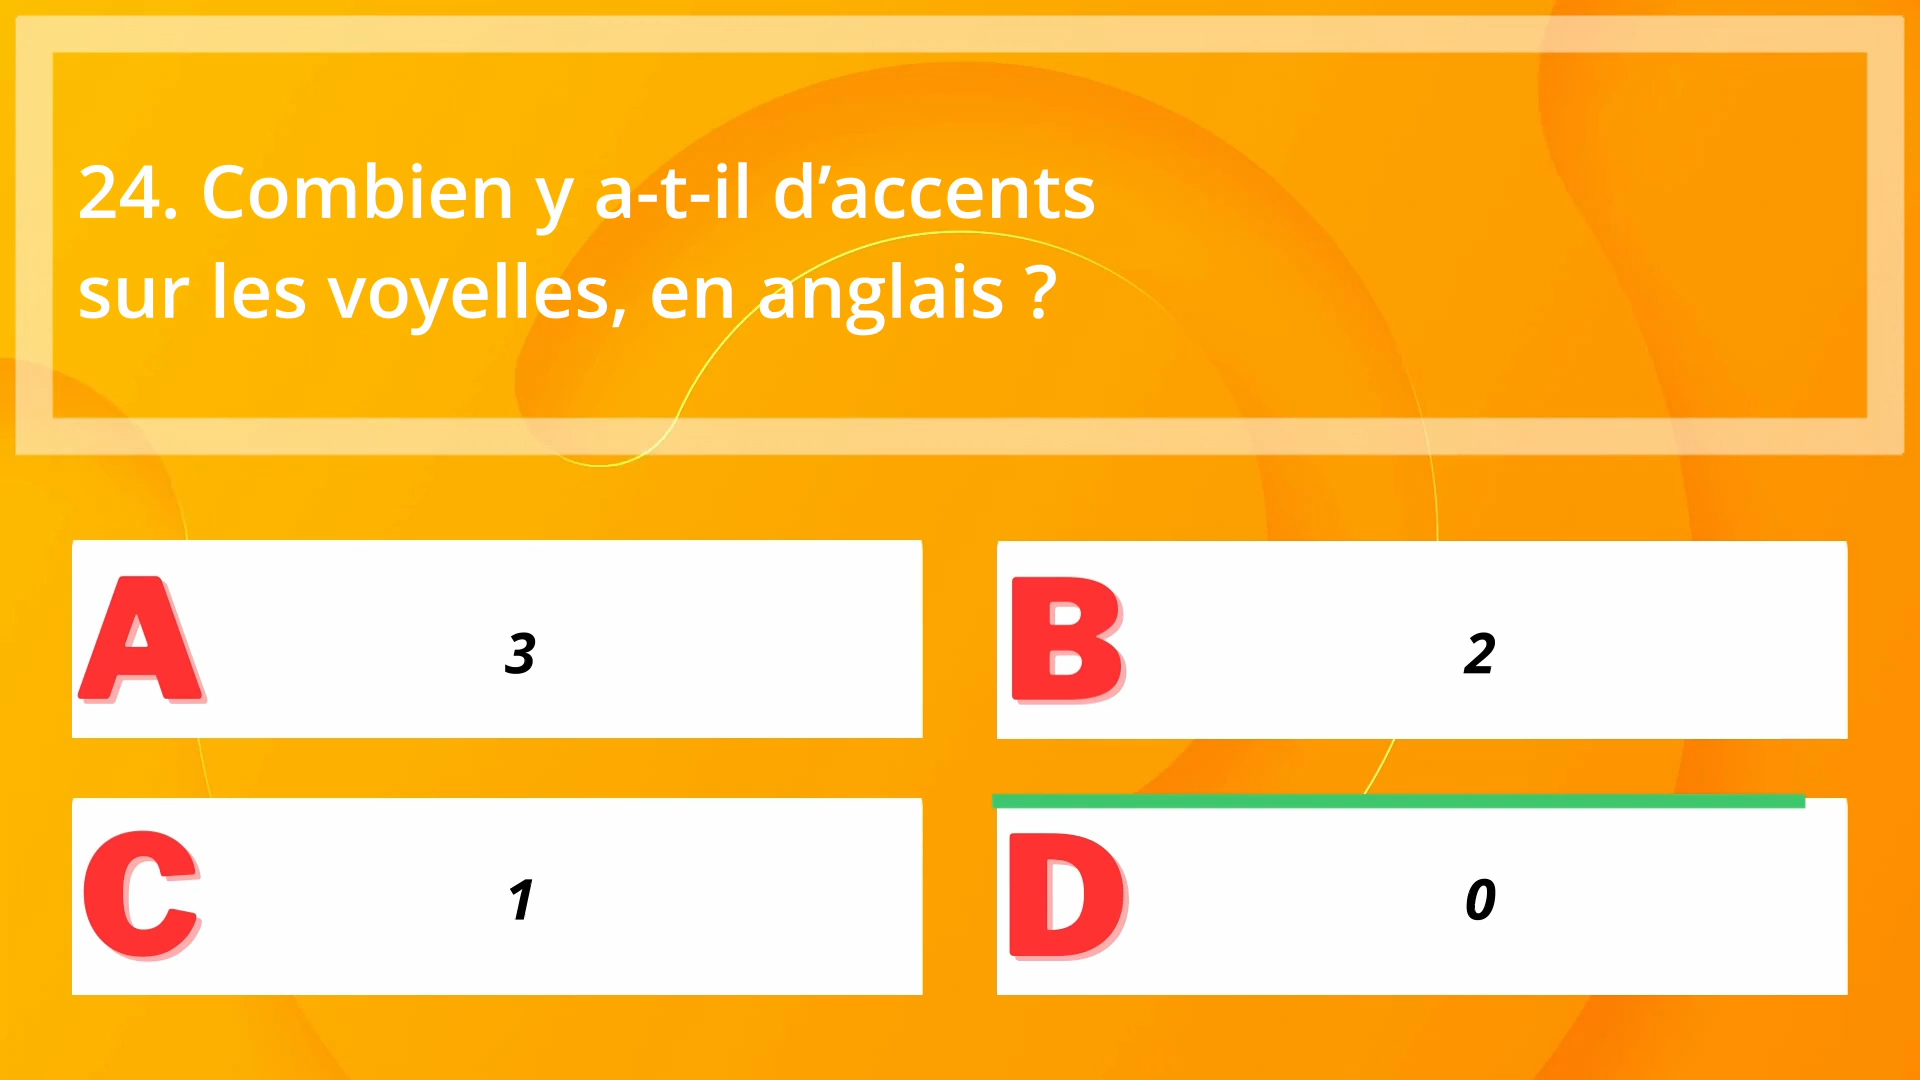 24. Combien y a-t-il d’accents
sur les voyelles, en anglais ?
A
3
B
2
C
1
D
0